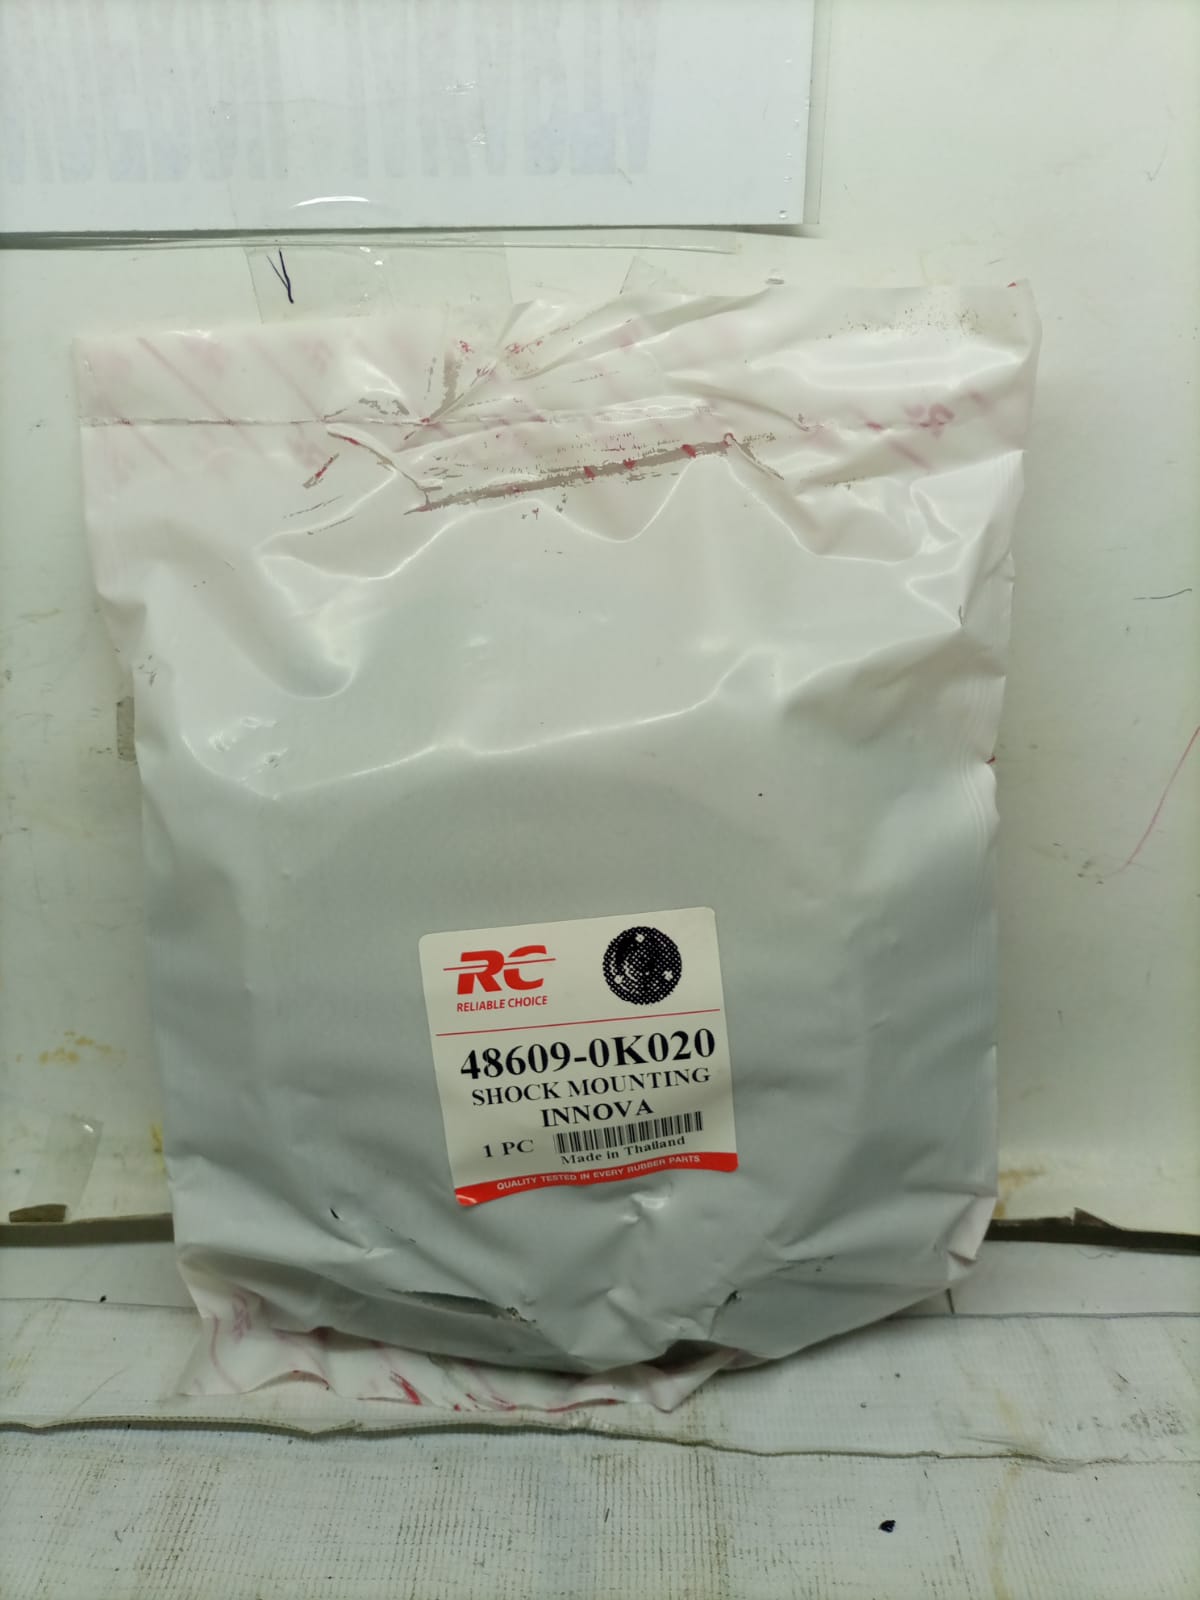 RC
RELIABLE CHOICE
48609-0K020
SHOCK MOUNTING
INNOVA
1 PC
Made in Thailand
QUALITY TESTED IN EVERY RUBBER PARTS